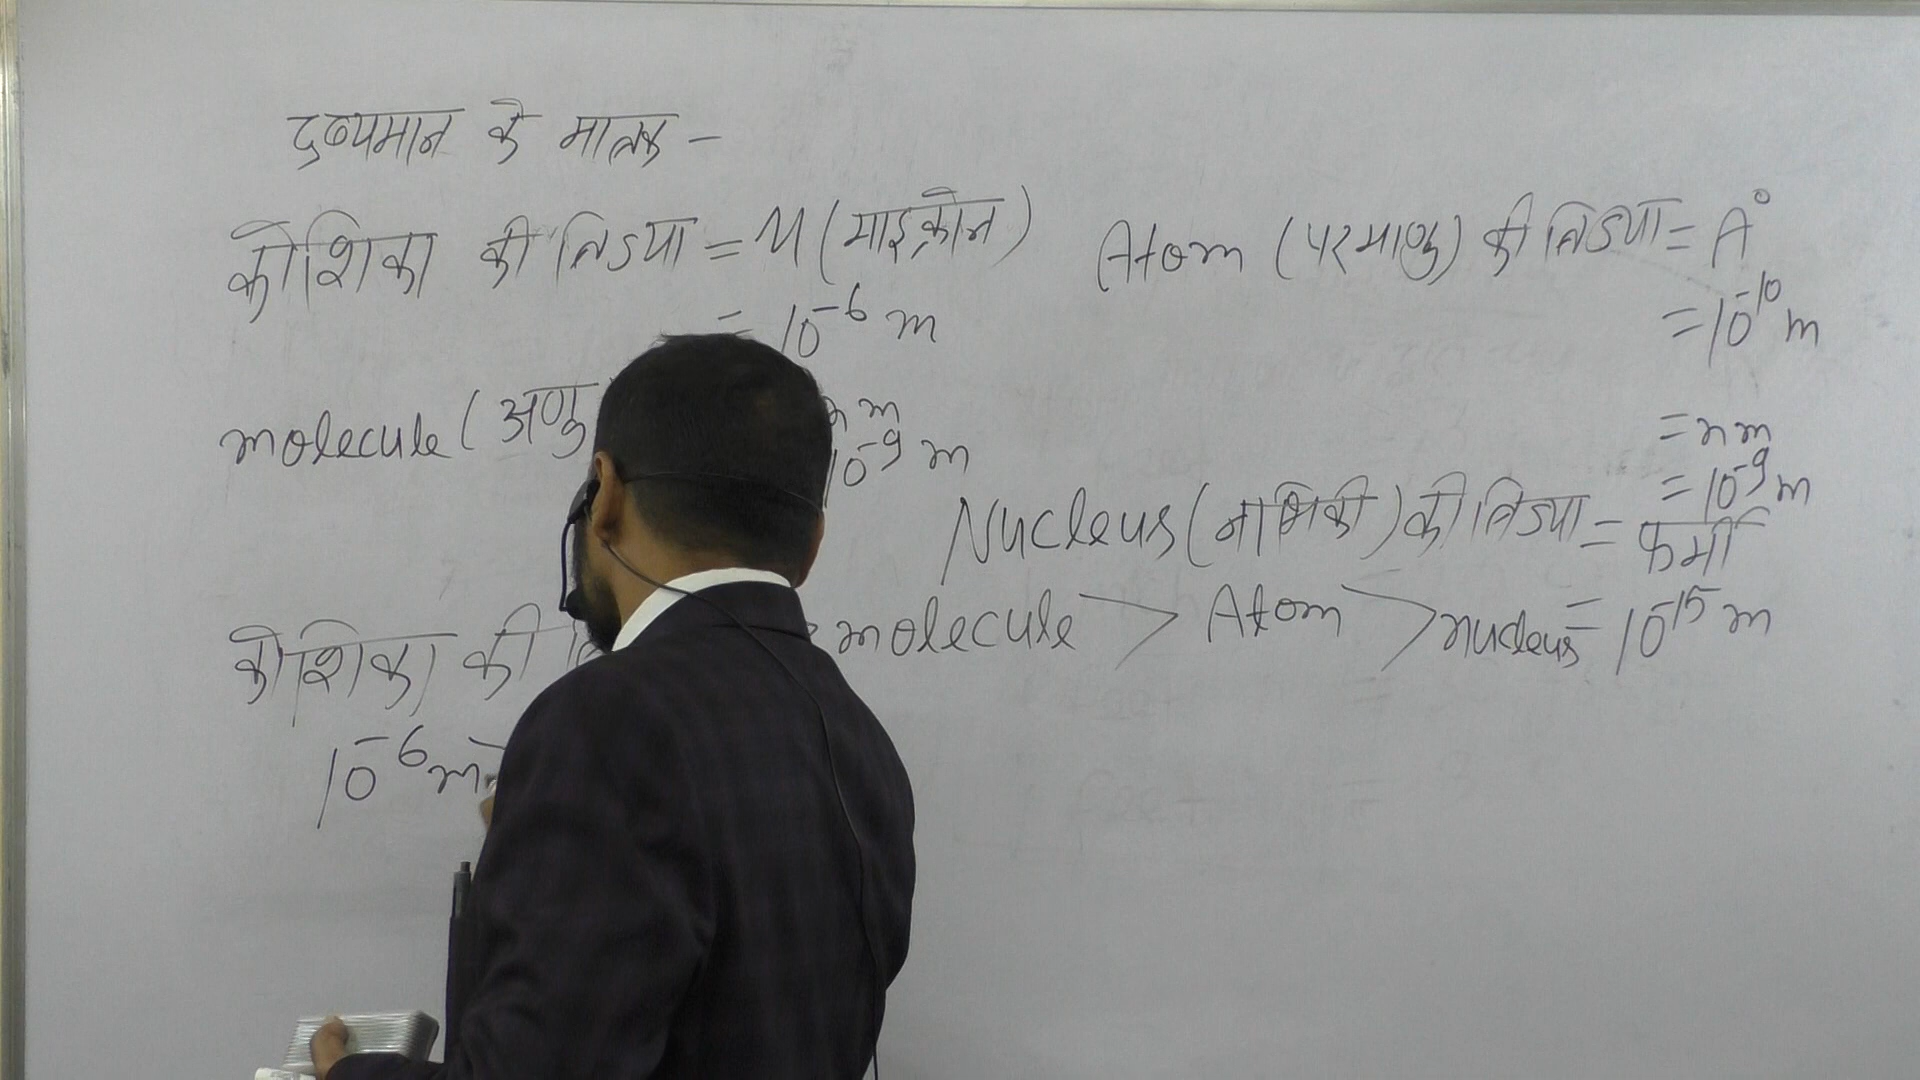 द्रव्यमान के मात्रक -
कोशिका की त्रिज्या = μ (माइक्रोन)
= 10⁻⁶ m
Atom (परमाणु) की त्रिज्या = A°
= 10⁻¹⁰ m
molecule (अणु
m
10⁻⁹ m
= nm
= 10⁻⁹ m
Nucleus (नाभिकी) की त्रिज्या = फर्मी
= 10⁻¹⁵ m
कोशिका की molecule > Atom > nucleus
10⁻⁶ m